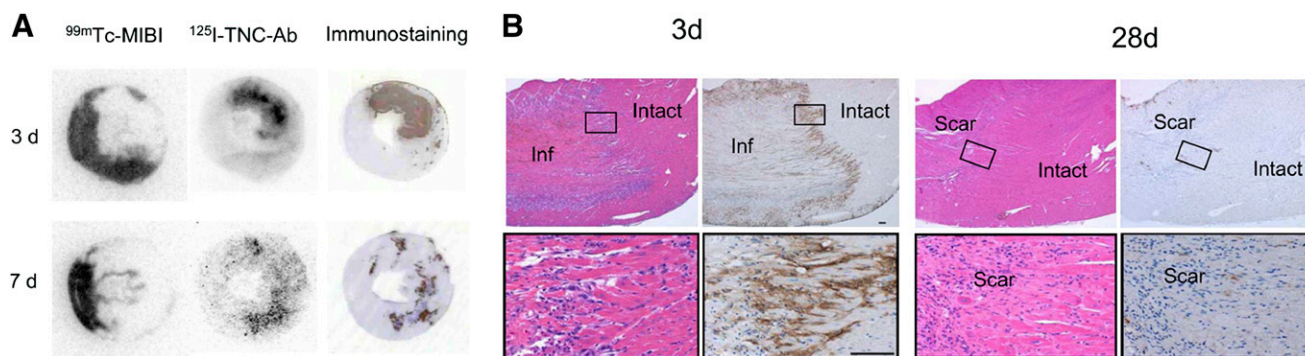 A
99mTc-MIBI 125I-TNC-Ab Immunostaining
3 d
7 d
B
3d
28d
Intact
Inf
Intact
Inf
Scar
Intact
Scar
Intact
Scar
Scar